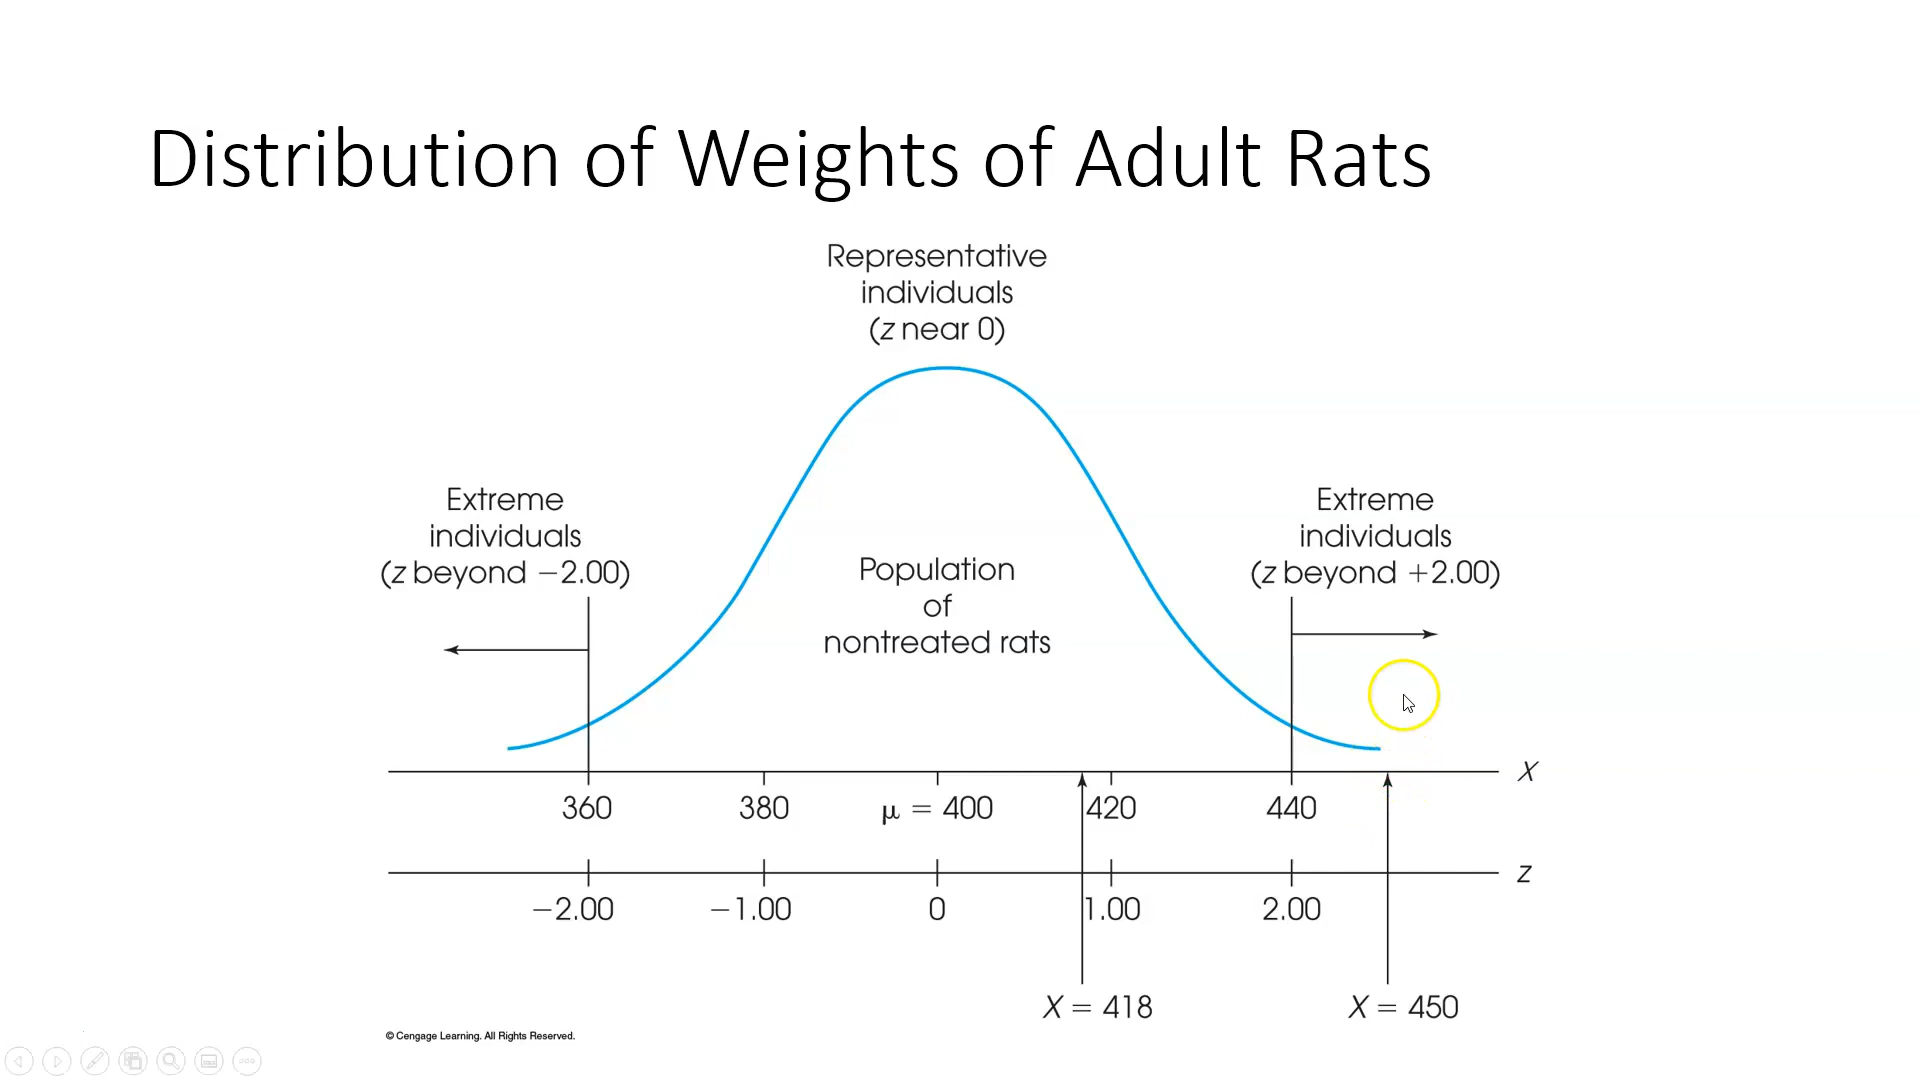 Distribution of Weights of Adult Rats
Representative
individuals
(z near 0)
Extreme
individuals
(z beyond −2.00)
Extreme
individuals
(z beyond +2.00)
Population
of
nontreated rats
X
360 380 μ = 400 420 440
z
−2.00 −1.00 0 1.00 2.00
X = 418 X = 450
© Cengage Learning. All Rights Reserved.